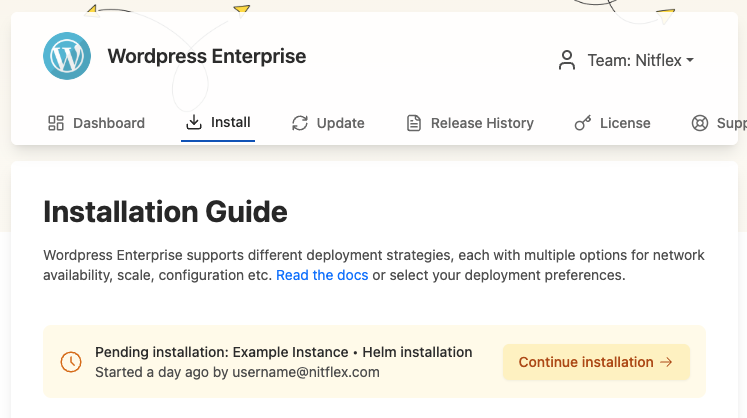 Wordpress Enterprise
Team: Nitflex
Dashboard
Install
Update
Release History
License
Supp
Installation Guide
Wordpress Enterprise supports different deployment strategies, each with multiple options for network
availability, scale, configuration etc. Read the docs or select your deployment preferences.
Pending installation: Example Instance • Helm installation
Started a day ago by username@nitflex.com
Continue installation →